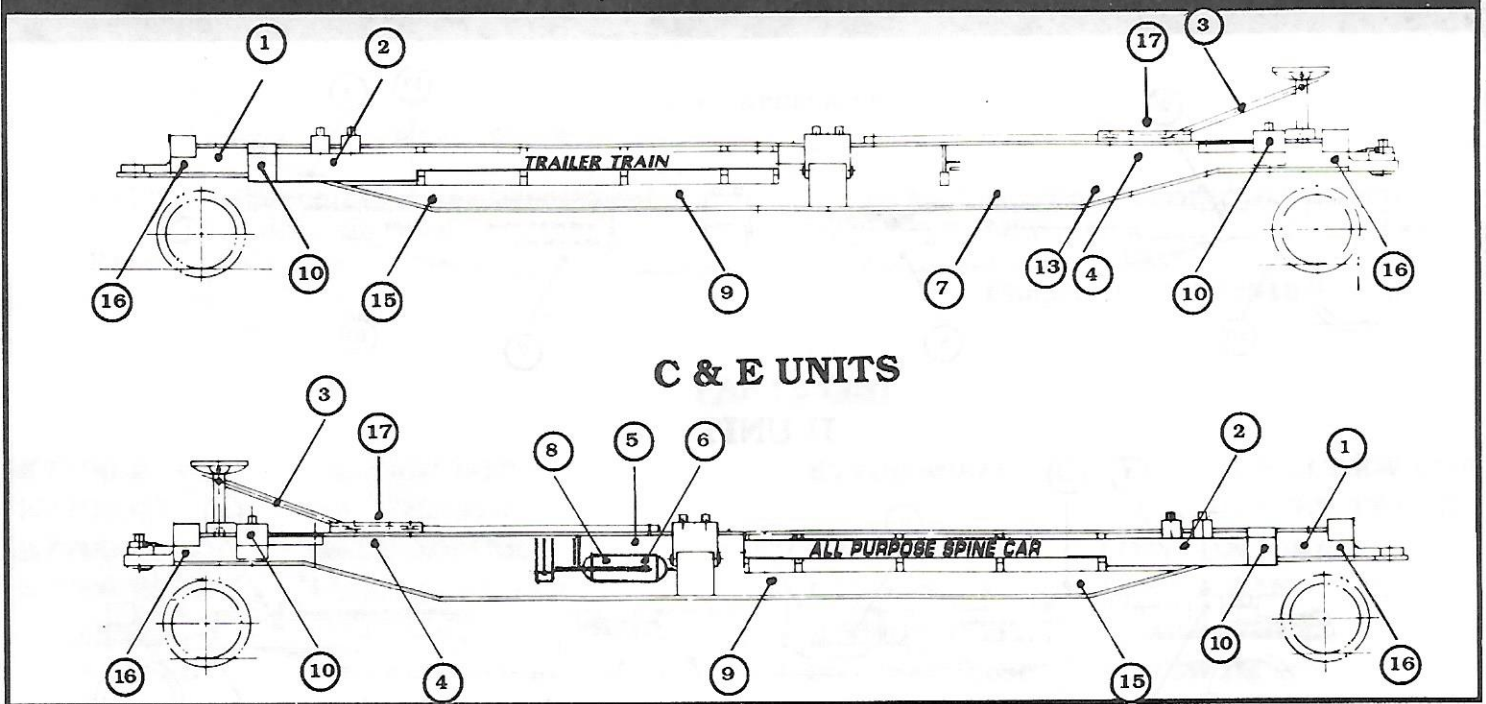 1 2 17 3
TRAILER TRAIN
16 10 15 9 7 13 4 10 16
C & E UNITS
3 17 8 5 6 2 1
ALL PURPOSE SPINE CAR
16 10 4 9 15 10 16